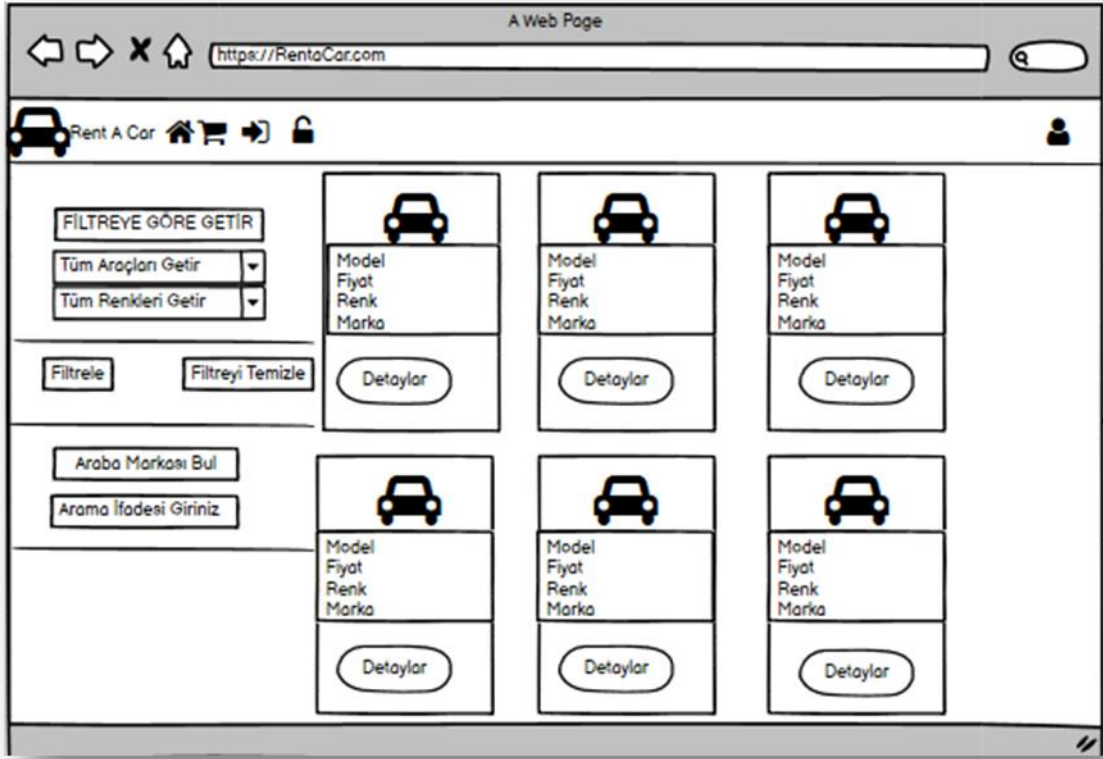 A Web Page
https://RentaCar.com
Rent A Car
FİLTREYE GÖRE GETİR
Tüm Araçları Getir
Tüm Renkleri Getir
Filtrele
Filtreyi Temizle
Araba Markası Bul
Arama İfadesi Giriniz
Model
Fiyat
Renk
Marka
Detaylar
Model
Fiyat
Renk
Marka
Detaylar
Model
Fiyat
Renk
Marka
Detaylar
Model
Fiyat
Renk
Marka
Detaylar
Model
Fiyat
Renk
Marka
Detaylar
Model
Fiyat
Renk
Marka
Detaylar